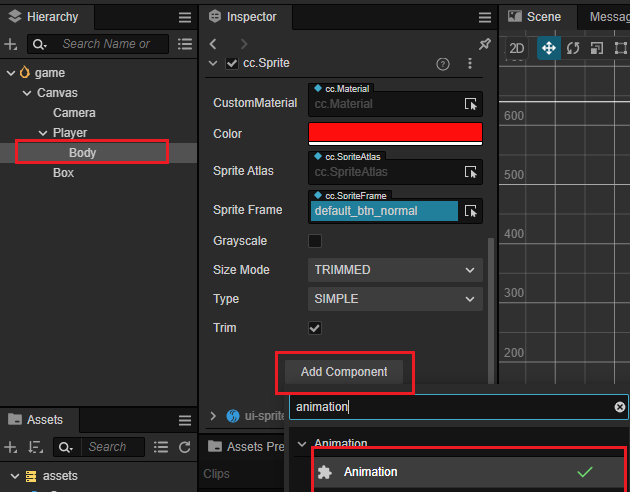 Hierarchy
Search Name or
game
Canvas
Camera
Player
Body
Box
Assets
Search
assets
Inspector
cc.Sprite
CustomMaterial
cc.Material
cc.Material
Color
Sprite Atlas
cc.SpriteAtlas
cc.SpriteAtlas
Sprite Frame
cc.SpriteFrame
default_btn_normal
Grayscale
Size Mode
TRIMMED
Type
SIMPLE
Trim
Add Component
animation
ui-sprit
Assets Pre
Clips
Animation
Animation
Scene
Messag
2D
600
500
400
300
200